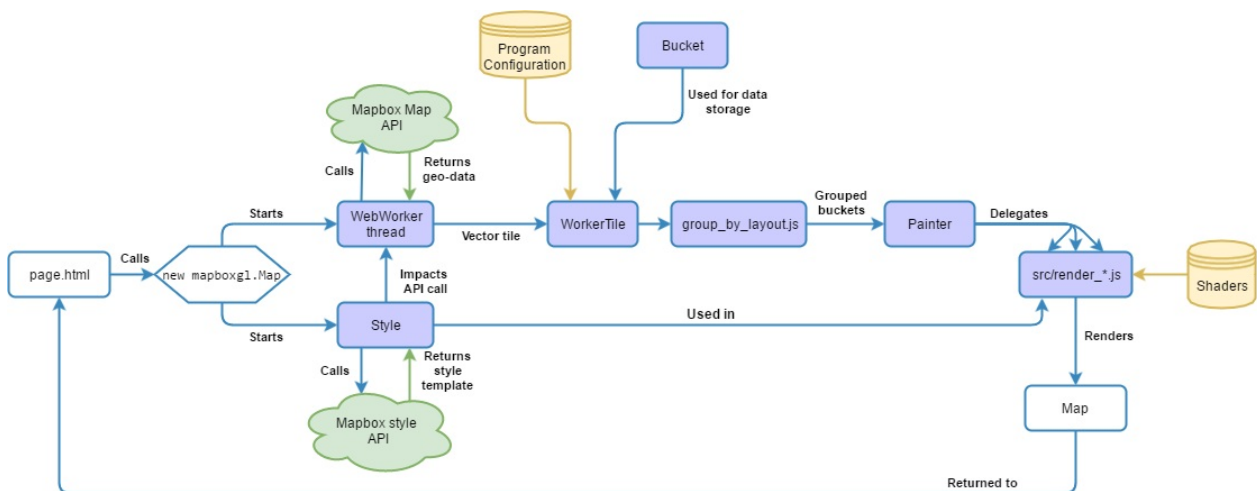 Program
Configuration
Bucket
Used for data
storage
Mapbox Map
API
Calls
Returns
geo-data
Starts
WebWorker
thread
Vector tile
WorkerTile
group_by_layout.js
Grouped
buckets
Painter
Delegates
page.html
Calls
new mapboxgl.Map
Impacts
API call
src/render_*.js
Shaders
Starts
Style
Used in
Renders
Calls
Returns
style
template
Mapbox style
API
Map
Returned to